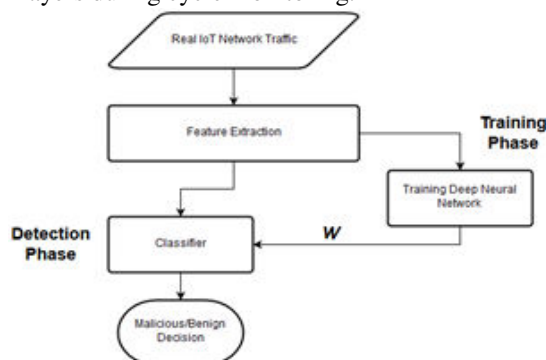 Real IoT Network Traffic
Feature Extraction
Training
Phase
Training Deep Neural
Network
Detection
Phase
Classifier
W
Malicious/Benign
Decision